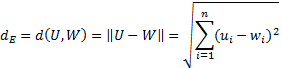 d_E = d(U,W) = ‖U − W‖ = √(∑_{i=1}^{n} (u_i − w_i)^2)